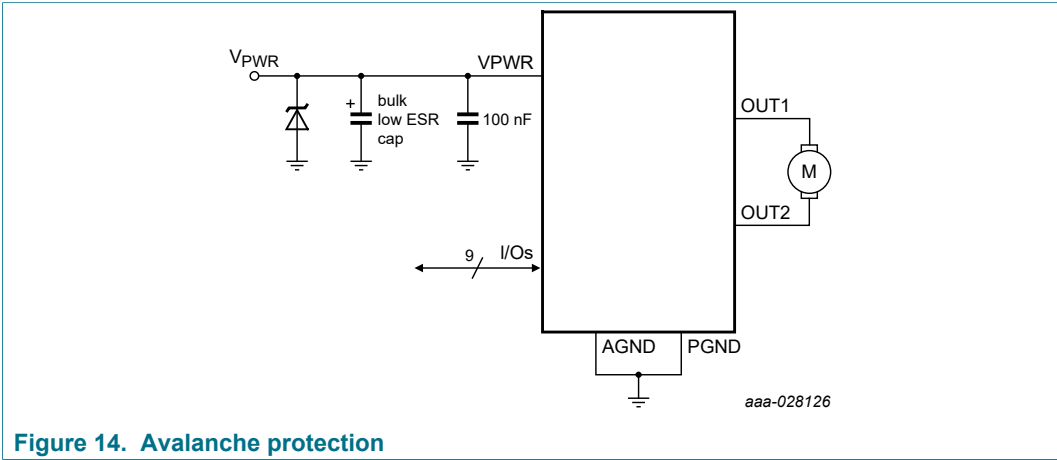 VPWR
VPWR
+
bulk
low ESR
cap
100 nF
OUT1
M
OUT2
9
I/Os
AGND
PGND
aaa-028126
Figure 14. Avalanche protection